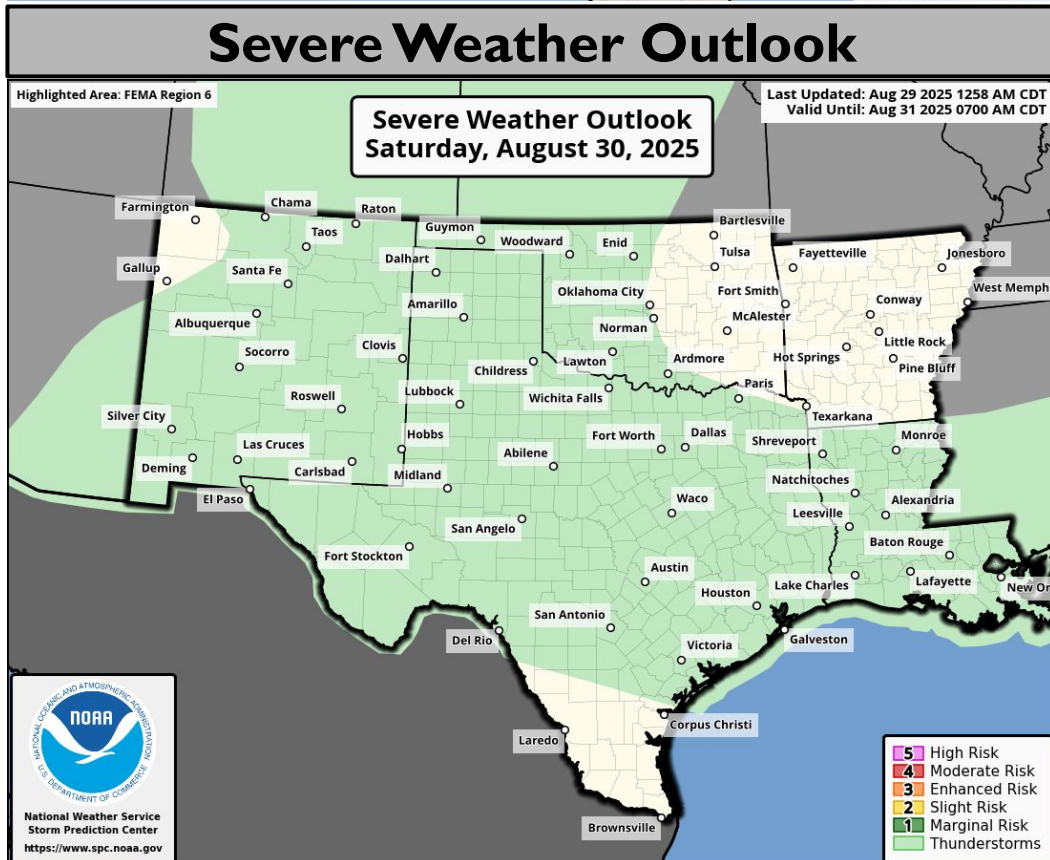 Severe Weather Outlook
Highlighted Area: FEMA Region 6
Last Updated: Aug 29 2025 1258 AM CDT
Valid Until: Aug 31 2025 0700 AM CDT
Severe Weather Outlook
Saturday, August 30, 2025
Farmington
Chama
Raton
Taos
Guymon
Woodward
Enid
Bartlesville
Tulsa
Fayetteville
Jonesboro
Gallup
Santa Fe
Dalhart
Oklahoma City
Fort Smith
West Memph
Albuquerque
Amarillo
Norman
McAlester
Conway
Socorro
Clovis
Childress
Lawton
Ardmore
Hot Springs
Little Rock
Pine Bluff
Roswell
Lubbock
Wichita Falls
Paris
Texarkana
Silver City
Las Cruces
Hobbs
Fort Worth
Dallas
Shreveport
Monroe
Deming
Carlsbad
Midland
Abilene
Natchitoches
El Paso
San Angelo
Waco
Leesville
Alexandria
Fort Stockton
Baton Rouge
Austin
Houston
Lake Charles
Lafayette
New Or
Del Rio
San Antonio
Victoria
Galveston
Laredo
Corpus Christi
Brownsville
NATIONAL OCEANIC AND ATMOSPHERIC ADMINISTRATION
NOAA
U.S. DEPARTMENT OF COMMERCE
National Weather Service
Storm Prediction Center
https://www.spc.noaa.gov
5 High Risk
4 Moderate Risk
3 Enhanced Risk
2 Slight Risk
1 Marginal Risk
Thunderstorms